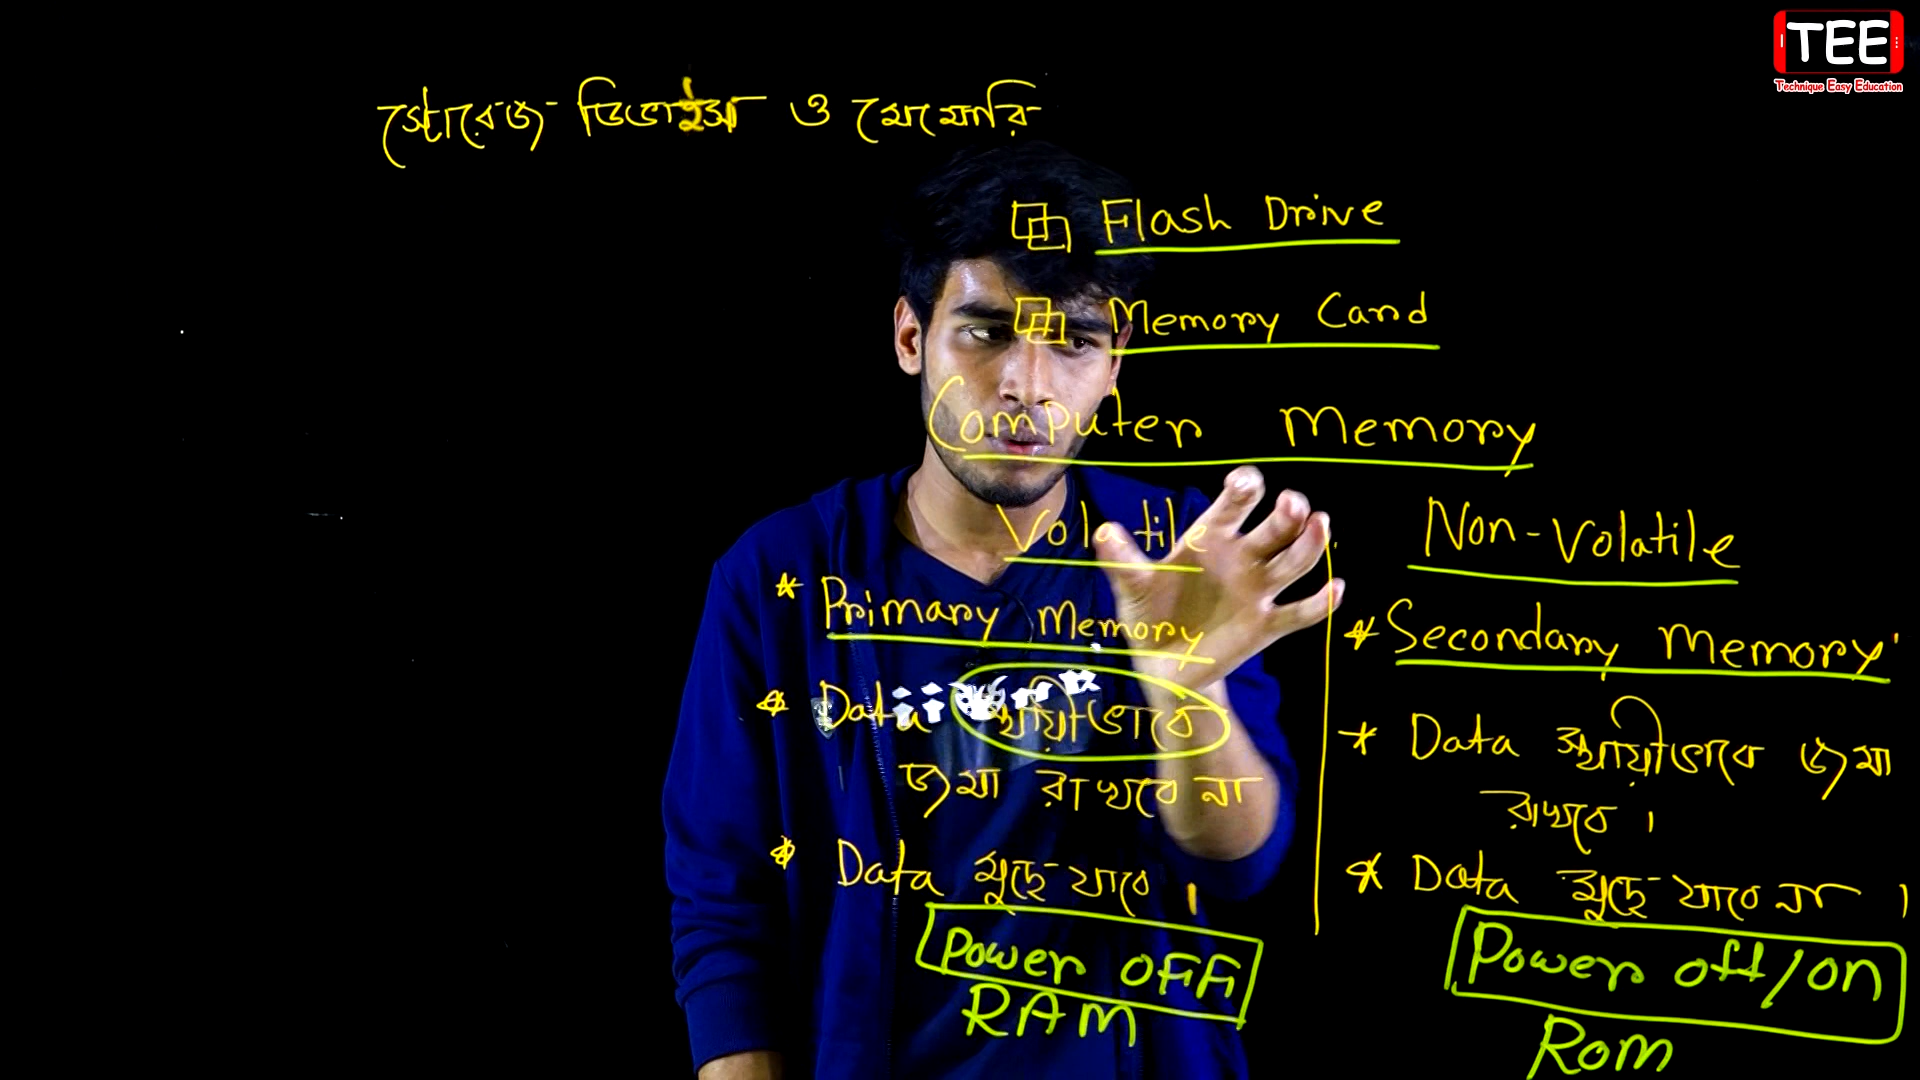 TEE
Technique Easy Education
স্টোরেজ ডিভাইস ও মেমোরি
Flash Drive
Memory Card
Computer Memory
Volatile
* Primary Memory
* Data স্থায়ীভাবে
জমা রাখবে না
* Data মুছে যাবে।
Power OFF
RAM
Non-Volatile
* Secondary Memory
* Data স্থায়ীভাবে জমা
রাখবে।
* Data মুছে যাবে না।
Power off/on
Rom